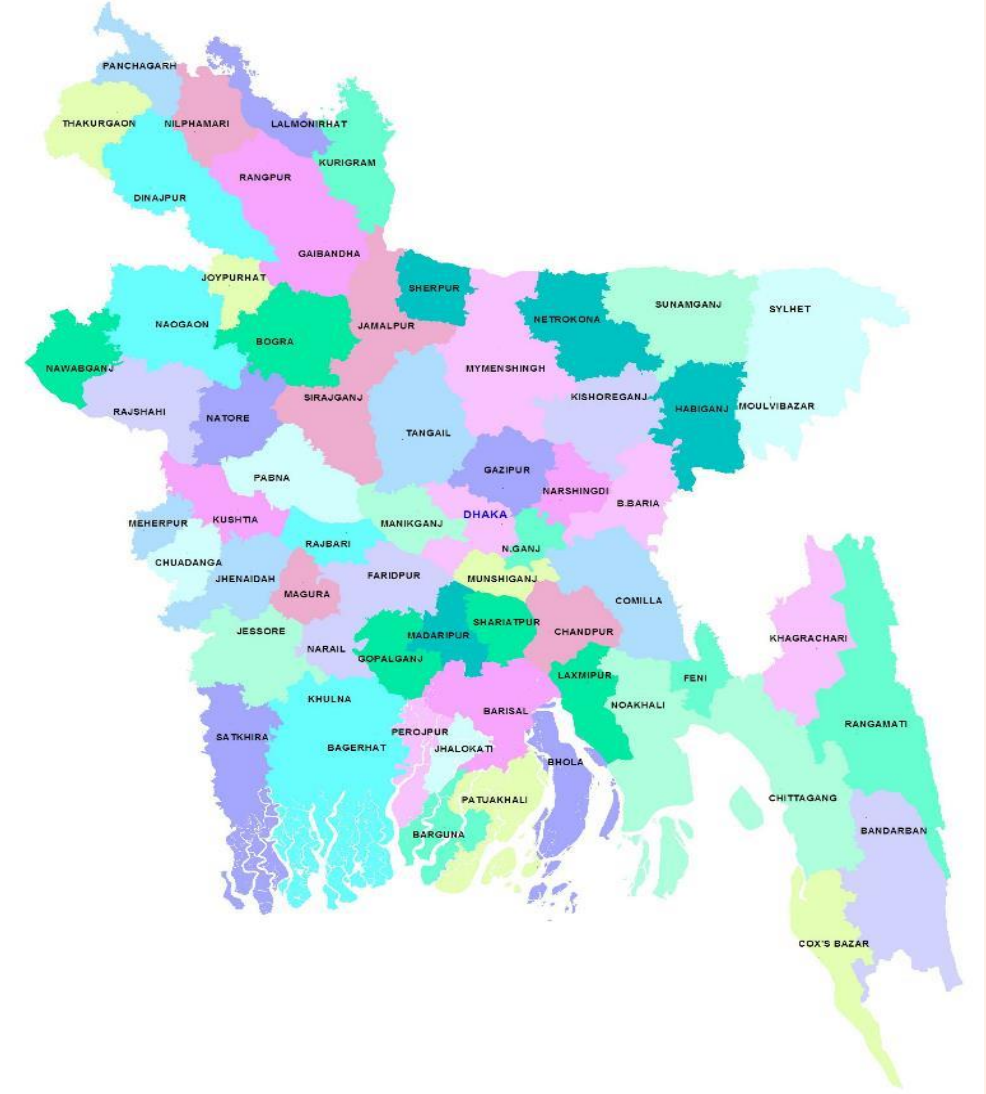 PANCHAGARH
THAKURGAON
NILPHAMARI
LALMONIRHAT
KURIGRAM
RANGPUR
DINAJPUR
GAIBANDHA
JOYPURHAT
SHERPUR
SUNAMGANJ
SYLHET
NETROKONA
NAOGAON
JAMALPUR
BOGRA
NAWABGANJ
MYMENSHINGH
SIRAJGANJ
KISHOREGANJ
HABIGANJ
MOULVIBAZAR
RAJSHAHI
NATORE
TANGAIL
GAZIPUR
PABNA
NARSHINGDI
B.BARIA
DHAKA
KUSHTIA
MEHERPUR
MANIKGANJ
RAJBARI
N.GANJ
CHUADANGA
JHENAIDAH
FARIDPUR
MUNSHIGANJ
MAGURA
COMILLA
SHARIATPUR
JESSORE
MADARIPUR
CHANDPUR
KHAGRACHARI
NARAIL
GOPALGANJ
LAXMIPUR
FENI
KHULNA
NOAKHALI
BARISAL
RANGAMATI
PEROJPUR
SATKHIRA
BAGERHAT
JHALOKATI
BHOLA
PATUAKHALI
CHITTAGANG
BARGUNA
BANDARBAN
COX'S BAZAR